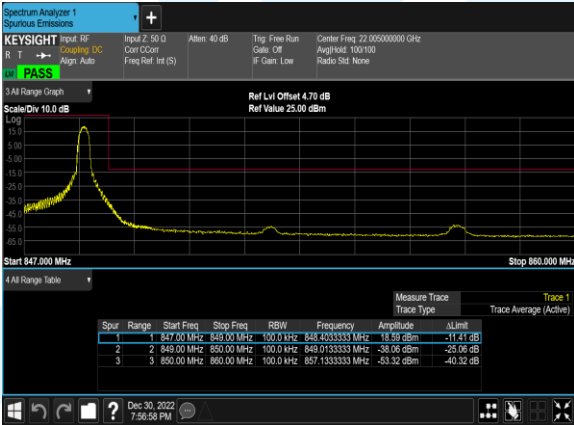 Spectrum Analyzer 1
Spurious Emissions
+
KEYSIGHT Input: RF Input Z: 50 Ω Atten: 40 dB Trig: Free Run Center Freq: 22.005000000 GHz
R T Coupling: DC Corr CCorr Gate: Off Avg|Hold: 100/100
Align: Auto Freq Ref: Int (S) IF Gain: Low Radio Std: None
LW PASS
3 All Range Graph
Ref Lvl Offset 4.70 dB
Scale/Div 10.0 dB Ref Value 25.00 dBm
Log
15.0
5.00
-5.00
-15.0
-25.0
-35.0
-45.0
-55.0
-65.0
Start 847.000 MHz Stop 860.000 MHz
4 All Range Table
Measure Trace Trace 1
Trace Type Trace Average (Active)
Spur Range Start Freq Stop Freq RBW Frequency Amplitude ΔLimit
1 1 847.00 MHz 849.00 MHz 100.0 kHz 848.4033333 MHz 18.59 dBm -11.41 dB
2 2 849.00 MHz 850.00 MHz 100.0 kHz 849.0133333 MHz -38.06 dBm -25.06 dB
3 3 850.00 MHz 860.00 MHz 100.0 kHz 857.1333333 MHz -53.32 dBm -40.32 dB
? Dec 30, 2022
7:56:58 PM